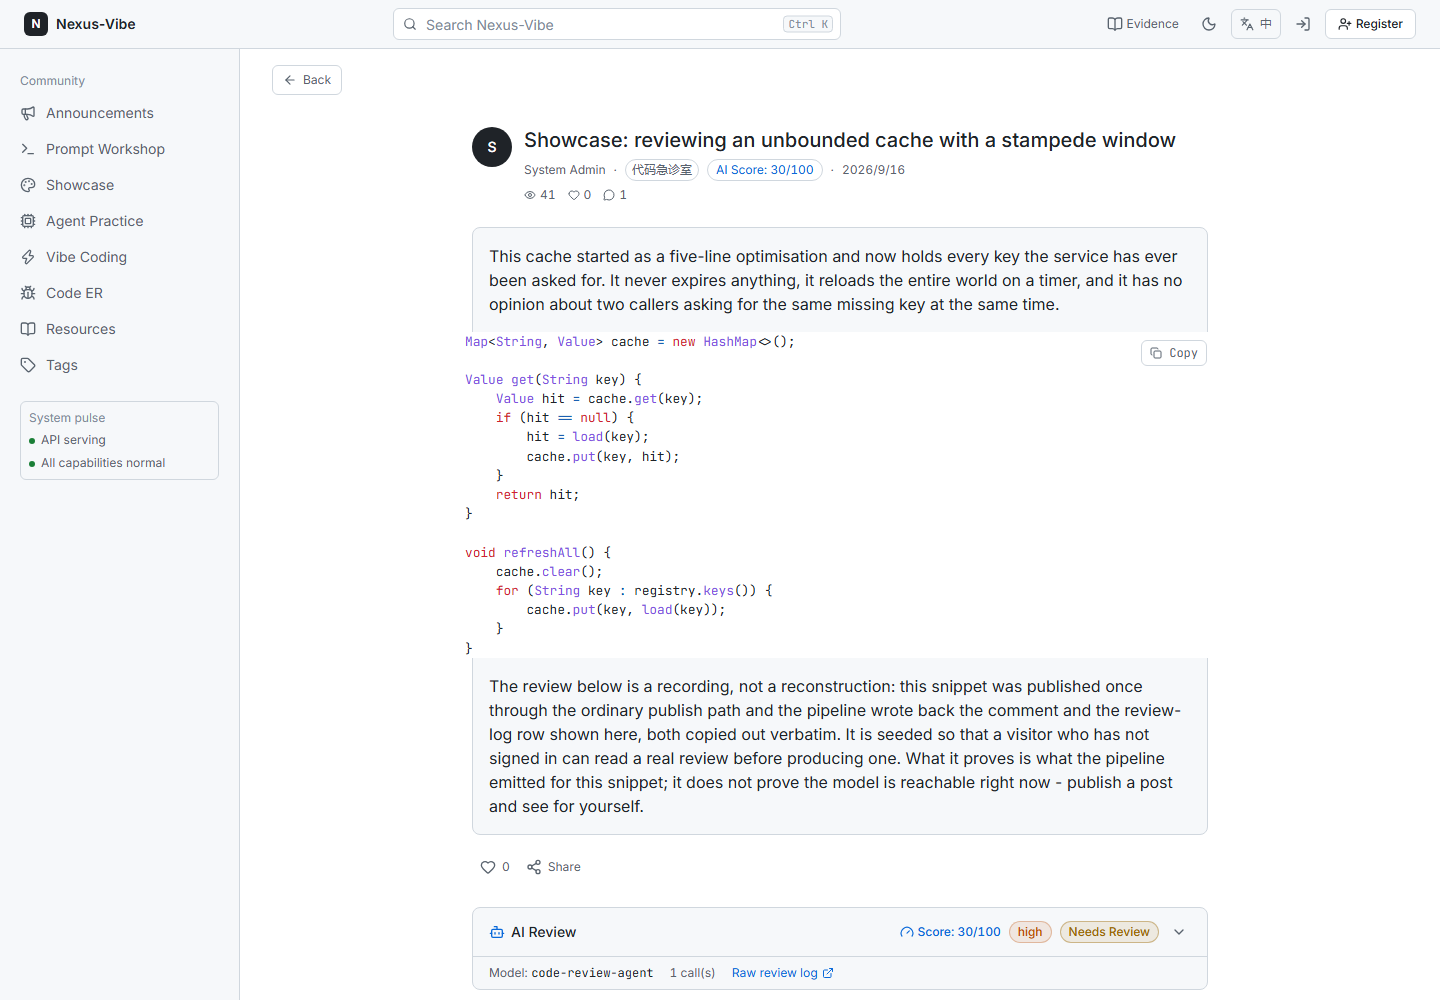 N Nexus-Vibe
Search Nexus-Vibe Ctrl K
Evidence
中
Register
Community
Announcements
Prompt Workshop
Showcase
Agent Practice
Vibe Coding
Code ER
Resources
Tags
System pulse
API serving
All capabilities normal
Back
S
Showcase: reviewing an unbounded cache with a stampede window
System Admin · 代码急诊室 AI Score: 30/100 · 2026/9/16
41 0 1
This cache started as a five-line optimisation and now holds every key the service has ever
been asked for. It never expires anything, it reloads the entire world on a timer, and it has no
opinion about two callers asking for the same missing key at the same time.
Copy
Map<String, Value> cache = new HashMap<>();
Value get(String key) {
    Value hit = cache.get(key);
    if (hit == null) {
        hit = load(key);
        cache.put(key, hit);
    }
    return hit;
}
void refreshAll() {
    cache.clear();
    for (String key : registry.keys()) {
        cache.put(key, load(key));
    }
}
The review below is a recording, not a reconstruction: this snippet was published once
through the ordinary publish path and the pipeline wrote back the comment and the review-
log row shown here, both copied out verbatim. It is seeded so that a visitor who has not
signed in can read a real review before producing one. What it proves is what the pipeline
emitted for this snippet; it does not prove the model is reachable right now - publish a post
and see for yourself.
0 Share
AI Review Score: 30/100 high Needs Review
Model: code-review-agent 1 call(s) Raw review log